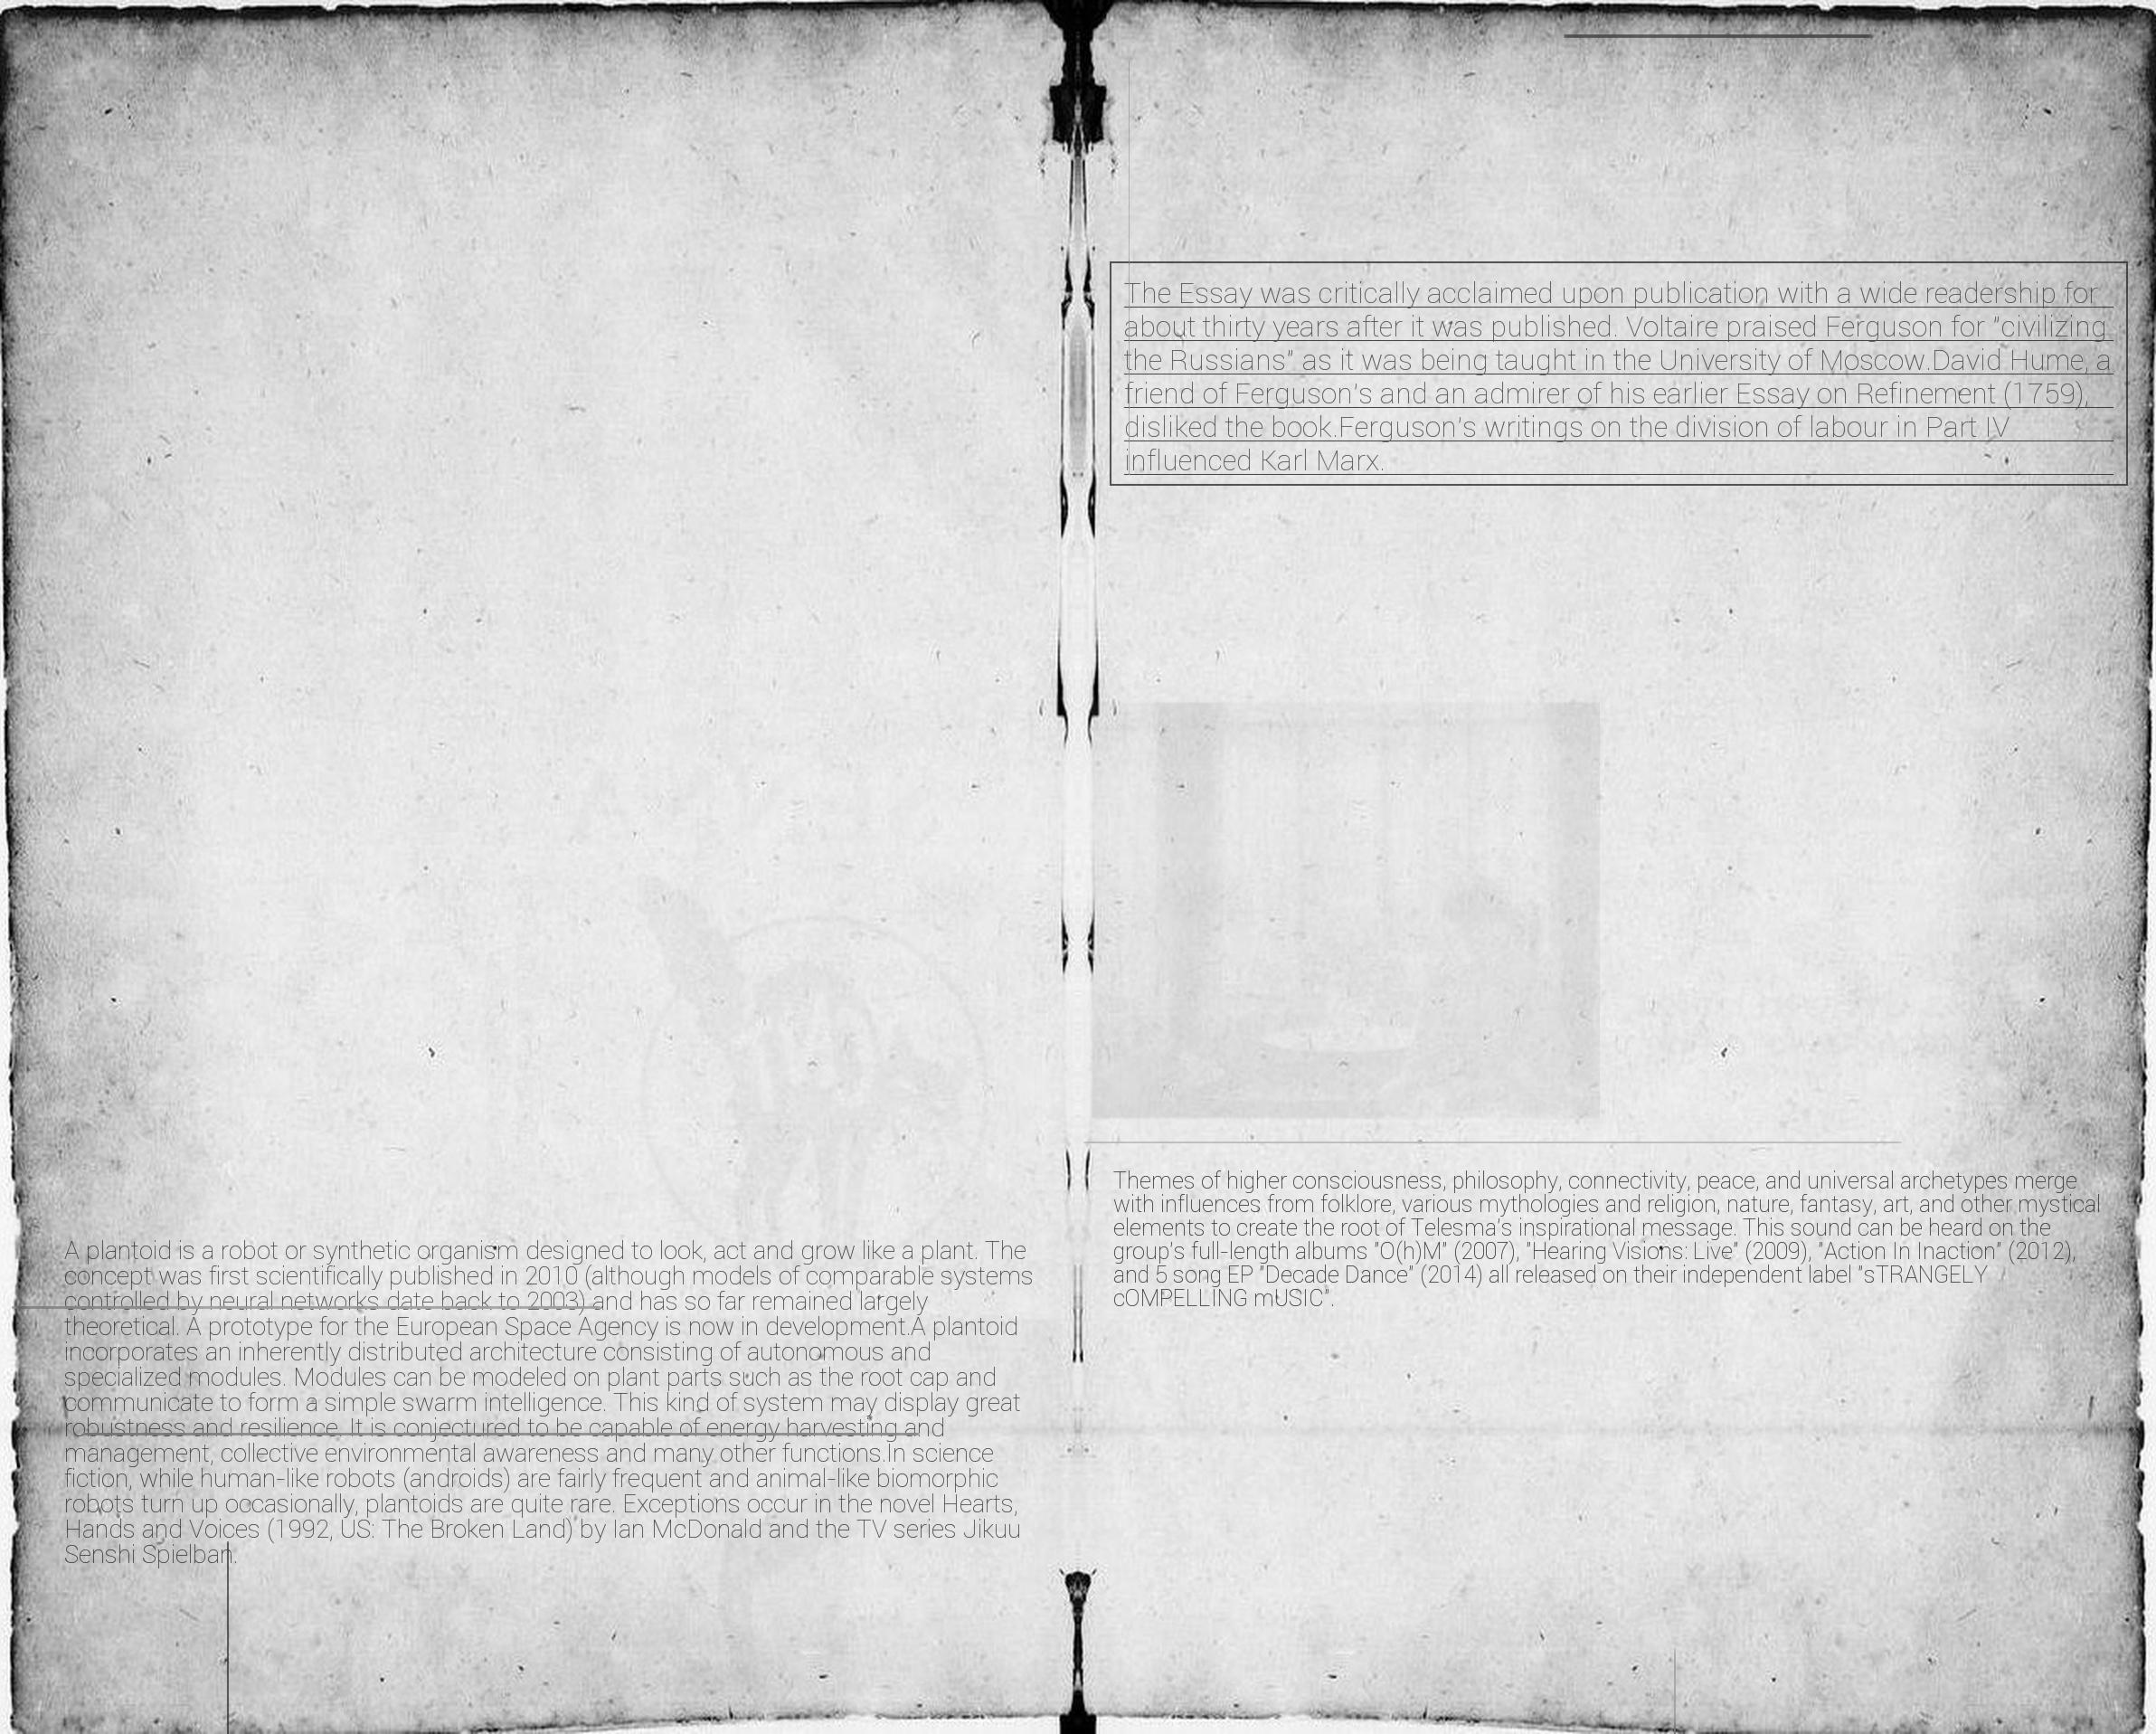 A plantoid is a robot or synthetic organism designed to look, act and grow like a plant. The
concept was first scientifically published in 2010 (although models of comparable systems
controlled by neural networks date back to 2003) and has so far remained largely
theoretical. A prototype for the European Space Agency is now in development.A plantoid
incorporates an inherently distributed architecture consisting of autonomous and
specialized modules. Modules can be modeled on plant parts such as the root cap and
communicate to form a simple swarm intelligence. This kind of system may display great
robustness and resilience. It is conjectured to be capable of energy harvesting and
management, collective environmental awareness and many other functions.In science
fiction, while human-like robots (androids) are fairly frequent and animal-like biomorphic
robots turn up occasionally, plantoids are quite rare. Exceptions occur in the novel Hearts,
Hands and Voices (1992, US: The Broken Land) by Ian McDonald and the TV series Jikuu
Senshi Spielban.
The Essay was critically acclaimed upon publication with a wide readership for
about thirty years after it was published. Voltaire praised Ferguson for "civilizing
the Russians" as it was being taught in the University of Moscow.David Hume, a
friend of Ferguson's and an admirer of his earlier Essay on Refinement (1759),
disliked the book.Ferguson's writings on the division of labour in Part IV
influenced Karl Marx.
Themes of higher consciousness, philosophy, connectivity, peace, and universal archetypes merge
with influences from folklore, various mythologies and religion, nature, fantasy, art, and other mystical
elements to create the root of Telesma's inspirational message. This sound can be heard on the
group's full-length albums "O(h)M" (2007), "Hearing Visions: Live" (2009), "Action In Inaction" (2012),
and 5 song EP "Decade Dance" (2014) all released on their independent label "sTRANGELY
cOMPELLING mUSIC".